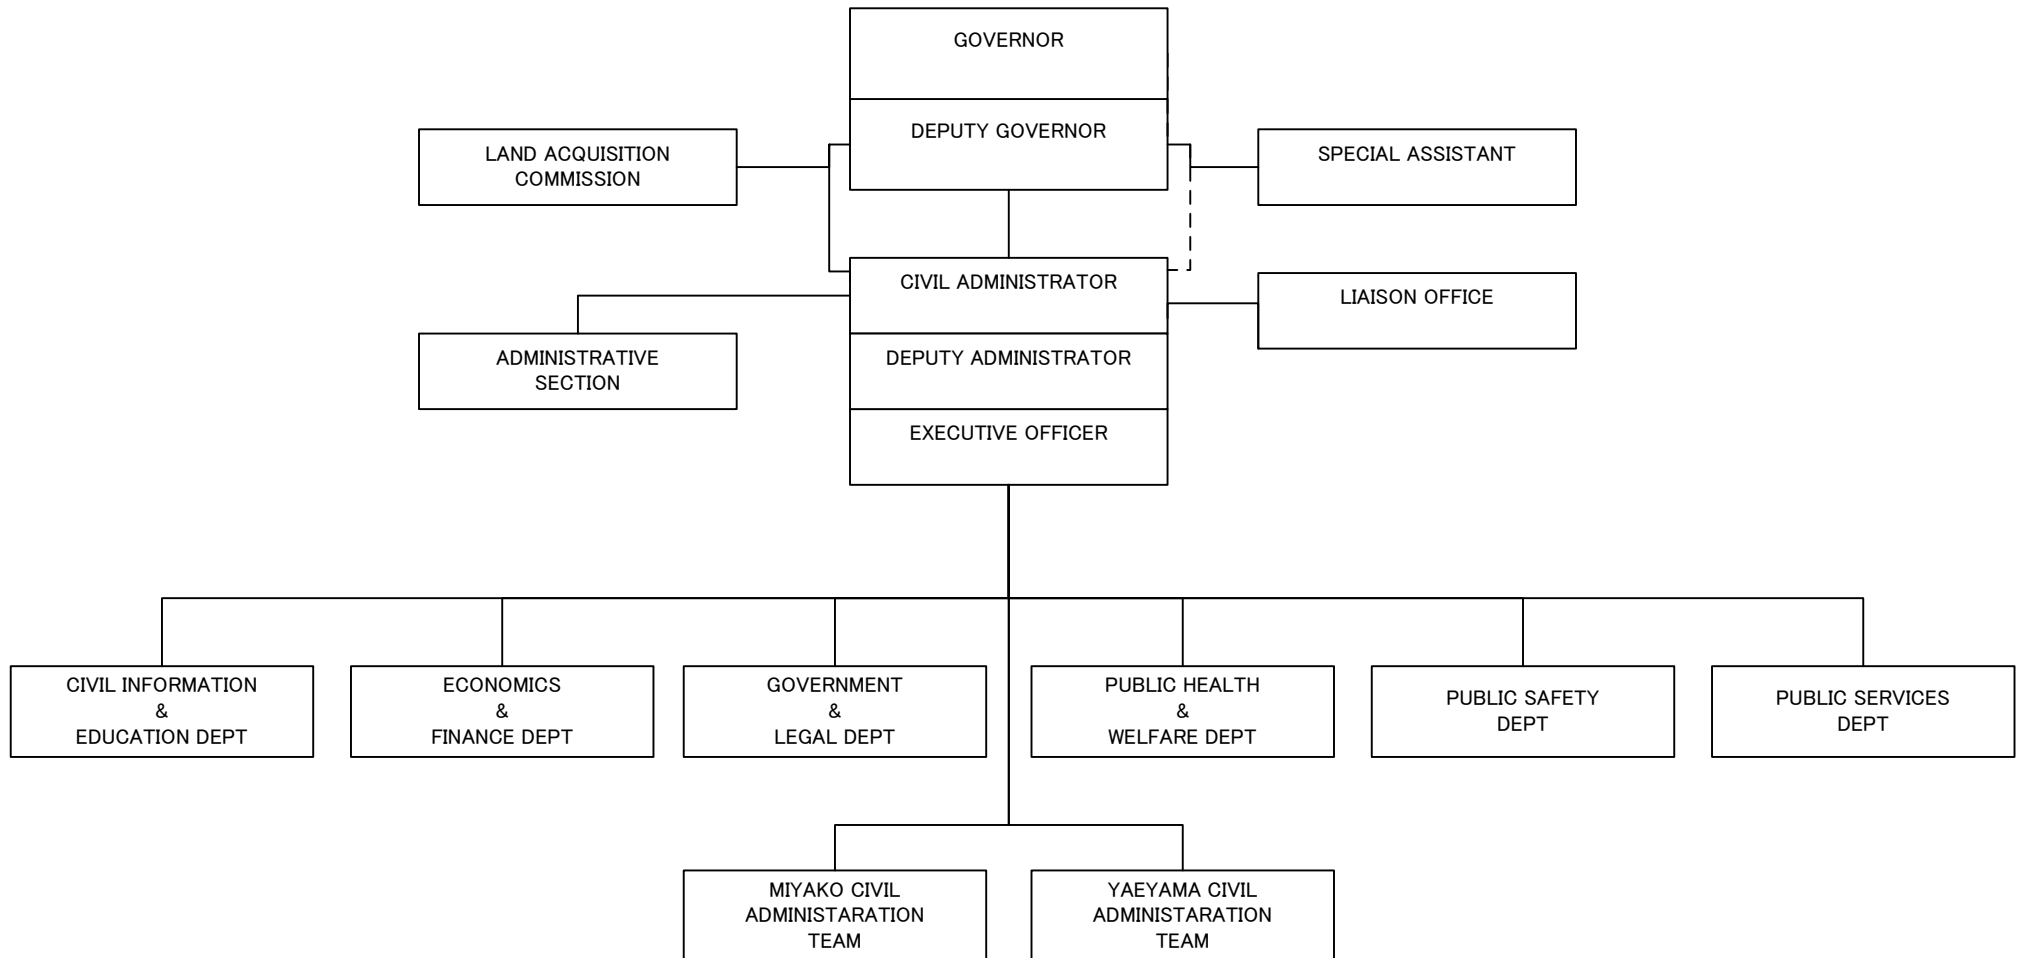 GOVERNOR
DEPUTY GOVERNOR
LAND ACQUISITION
COMMISSION
SPECIAL ASSISTANT
CIVIL ADMINISTRATOR
LIAISON OFFICE
ADMINISTRATIVE
SECTION
DEPUTY ADMINISTRATOR
EXECUTIVE OFFICER
CIVIL INFORMATION
&
EDUCATION DEPT
ECONOMICS
&
FINANCE DEPT
GOVERNMENT
&
LEGAL DEPT
PUBLIC HEALTH
&
WELFARE DEPT
PUBLIC SAFETY
DEPT
PUBLIC SERVICES
DEPT
MIYAKO CIVIL
ADMINISTARATION
TEAM
YAEYAMA CIVIL
ADMINISTARATION
TEAM